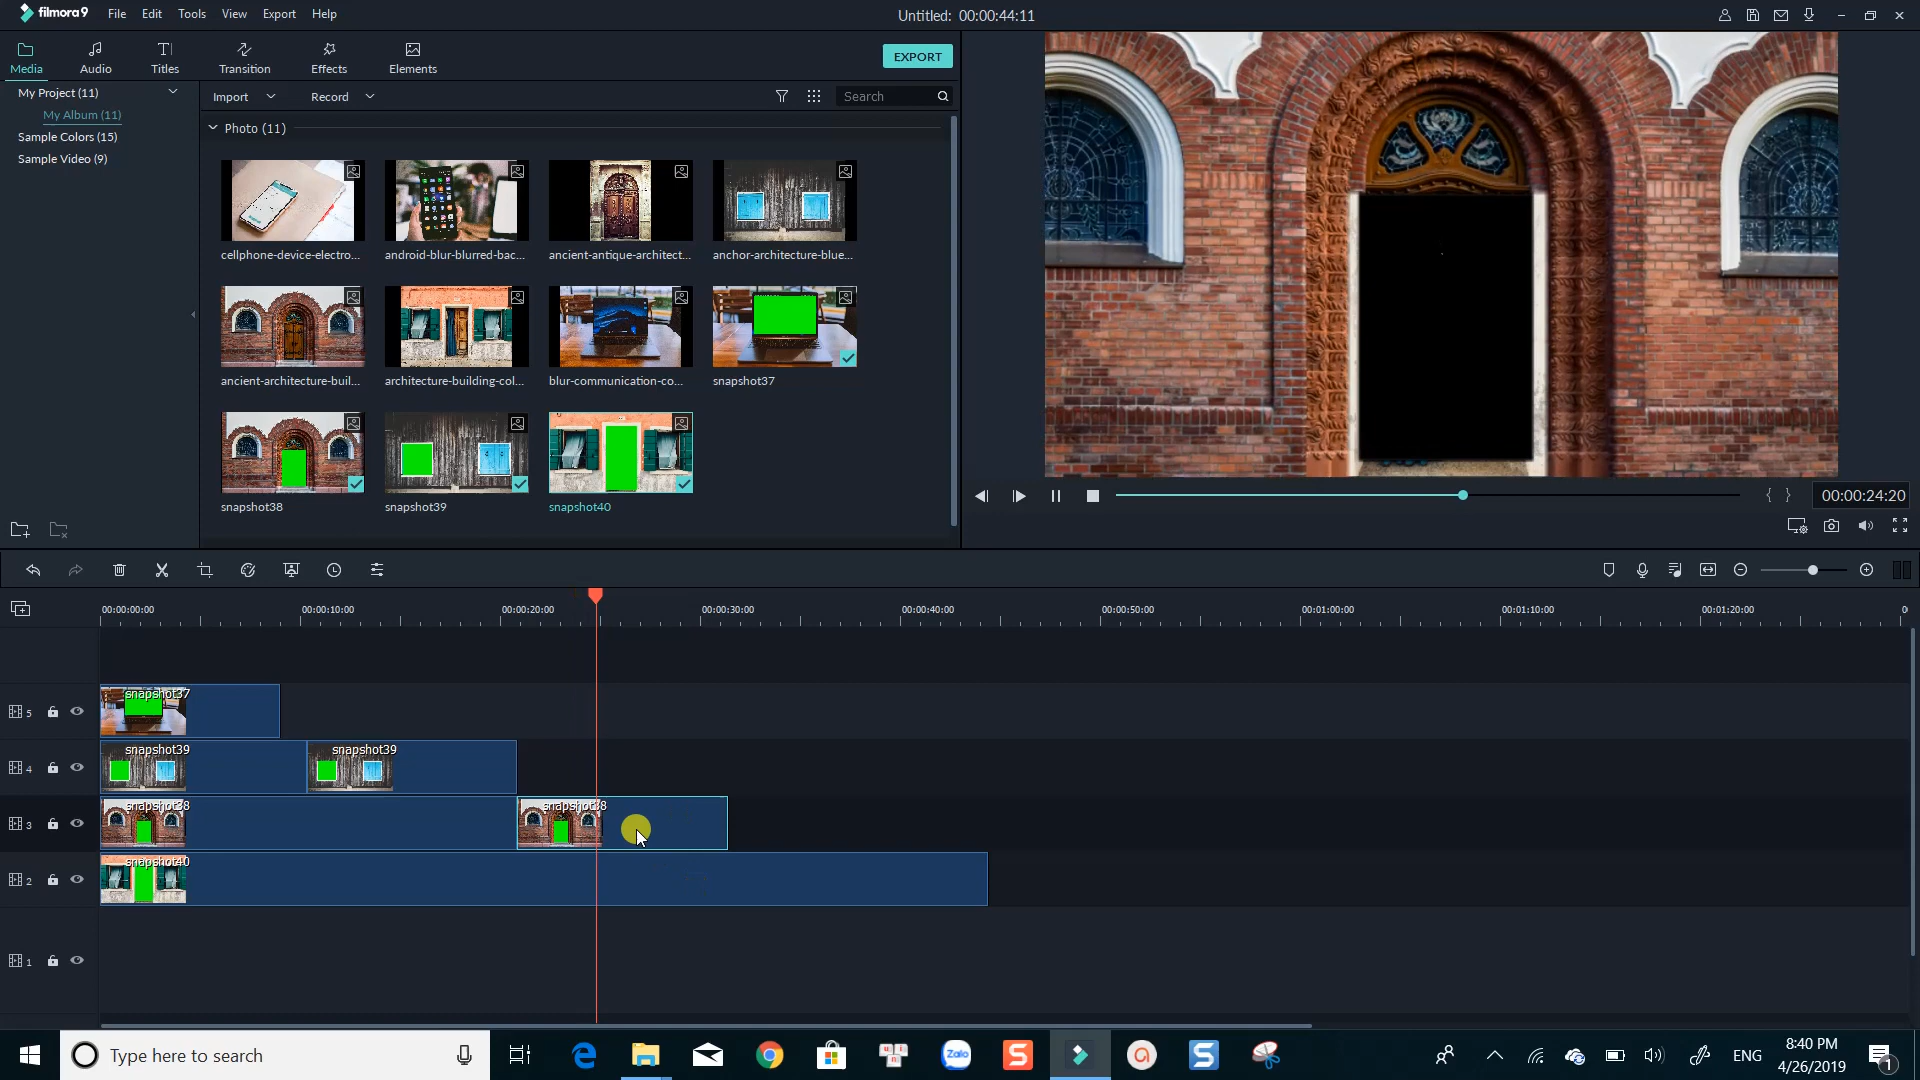 filmora9 File Edit Tools View Export Help Untitled: 00:00:44:11
Media Audio Titles Transition Effects Elements EXPORT
My Project (11) Import Record Search
My Album (11)
Sample Colors (15)
Sample Video (9)
Photo (11)
cellphone-device-electro... android-blur-blurred-bac... ancient-antique-architect... anchor-architecture-blue...
ancient-architecture-buil... architecture-building-col... blur-communication-co... snapshot37
snapshot38 snapshot39 snapshot40
00:00:24:20
00:00:00:00 00:00:10:00 00:00:20:00 00:00:30:00 00:00:40:00 00:00:50:00 00:01:00:00 00:01:10:00 00:01:20:00 0
5 snapshot37
4 snapshot39 snapshot39
3 snapshot38 snapshot38
2 snapshot40
1
Type here to search Zalo S S ENG 8:40 PM
4/26/2019 1